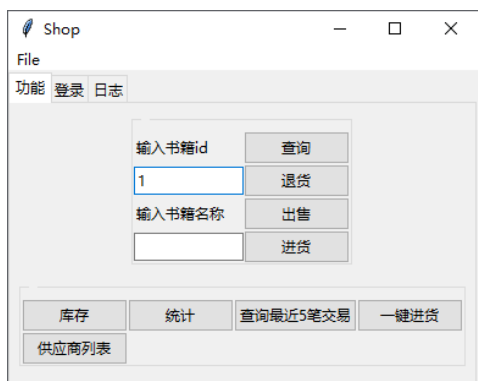 Shop
File
功能 登录 日志
输入书籍id 查询
1 退货
输入书籍名称 出售
进货
库存 统计 查询最近5笔交易 一键进货
供应商列表